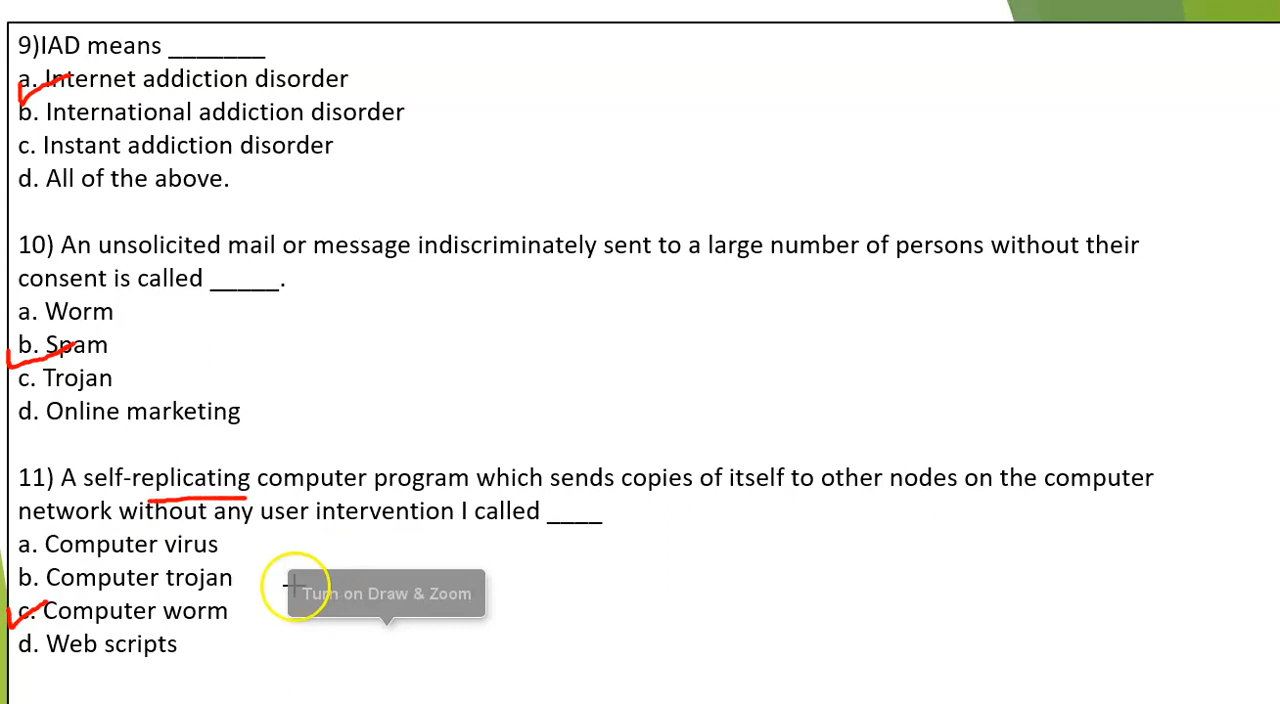 9)IAD means _______
a. Internet addiction disorder
b. International addiction disorder
c. Instant addiction disorder
d. All of the above.
10) An unsolicited mail or message indiscriminately sent to a large number of persons without their
consent is called _____.
a. Worm
b. Spam
c. Trojan
d. Online marketing
11) A self-replicating computer program which sends copies of itself to other nodes on the computer
network without any user intervention I called ____
a. Computer virus
b. Computer trojan
Turn on Draw & Zoom
c. Computer worm
d. Web scripts